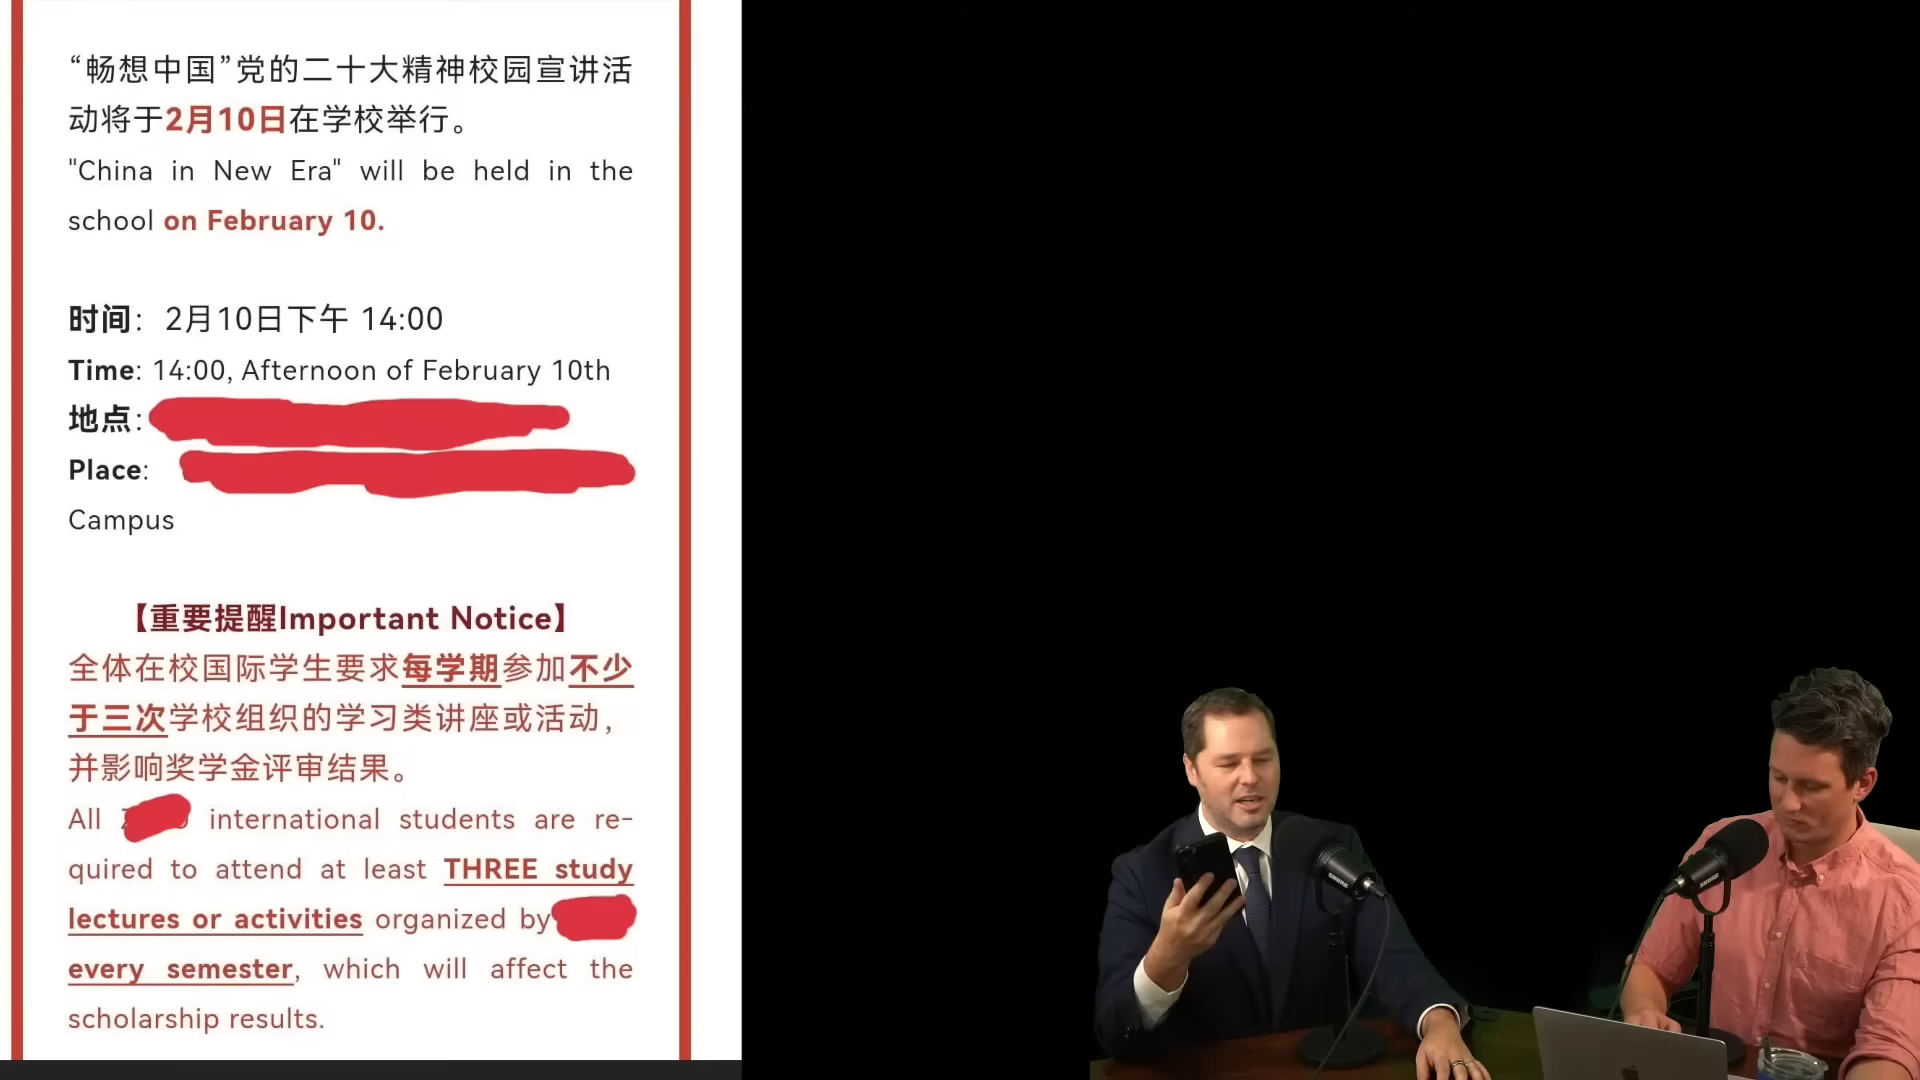 “畅想中国”党的二十大精神校园宣讲活
动将于2月10日在学校举行。
"China in New Era" will be held in the
school on February 10.
时间：2月10日下午 14:00
Time: 14:00, Afternoon of February 10th
地点:
Place:
Campus
【重要提醒Important Notice】
全体在校国际学生要求每学期参加不少
于三次学校组织的学习类讲座或活动，
并影响奖学金评审结果。
All international students are re-
quired to attend at least THREE study
lectures or activities organized by
every semester, which will affect the
scholarship results.
SHURE
SHURE